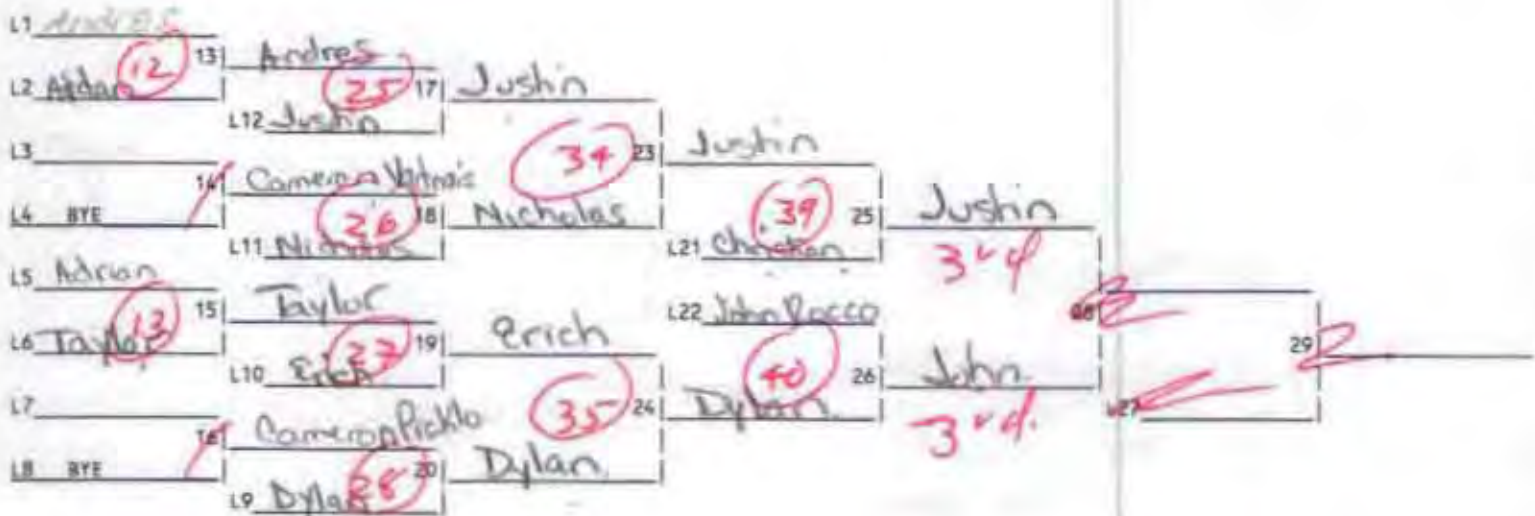 L1 Andres
12 13 Andres
L2 Aidan 25 17 Justin
L12 Justin
L3 34 23 Justin
14 Cameron
L4 BYE 26 18 Nicholas 39 25 Justin
L11 Nicholas L21 Christian 3rd
L5 Adrian
13 15 Taylor L22 John Rocco
L6 Taylor 27 19 Erich 29
L10 Erich 40 26 John
L7 35 24 Dylan 3rd.
16 Cameron Picklo
L8 BYE 28 20 Dylan
L9 Dylan